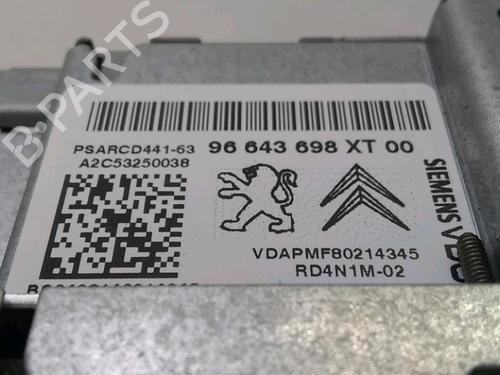 B-PARTS
PSARCD441-63 96 643 698 XT 00
A2C53250038
SIEMENS VDO
VDAPMF80214345
RD4N1M-02